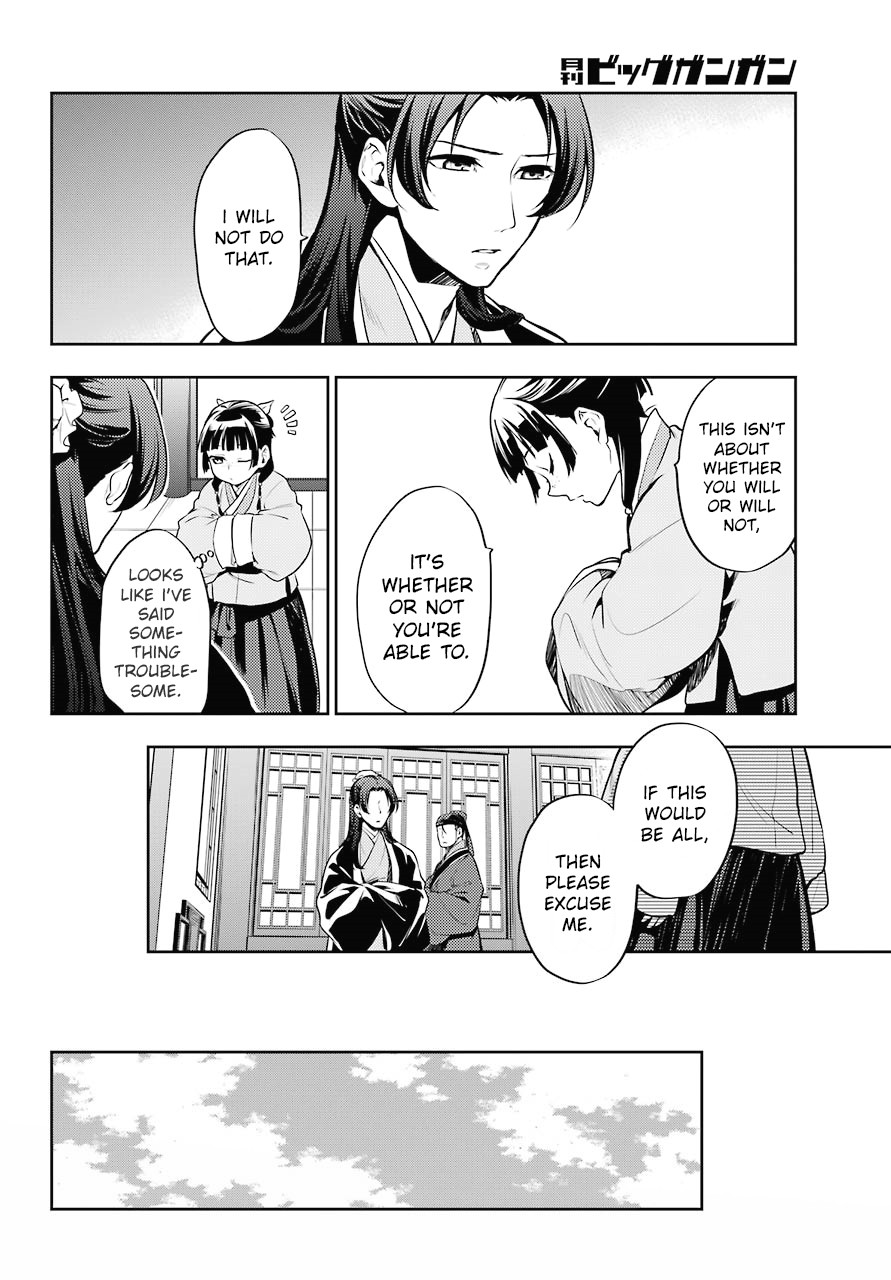 月刊ビッグガンガン
I WILL
NOT DO
THAT.
THIS ISN'T
ABOUT
WHETHER
YOU WILL
OR WILL
NOT,
IT'S
WHETHER
OR NOT
YOU'RE
ABLE TO.
LOOKS
LIKE I'VE
SAID
SOME-
THING
TROUBLE-
SOME.
IF THIS
WOULD
BE ALL,
THEN
PLEASE
EXCUSE
ME.